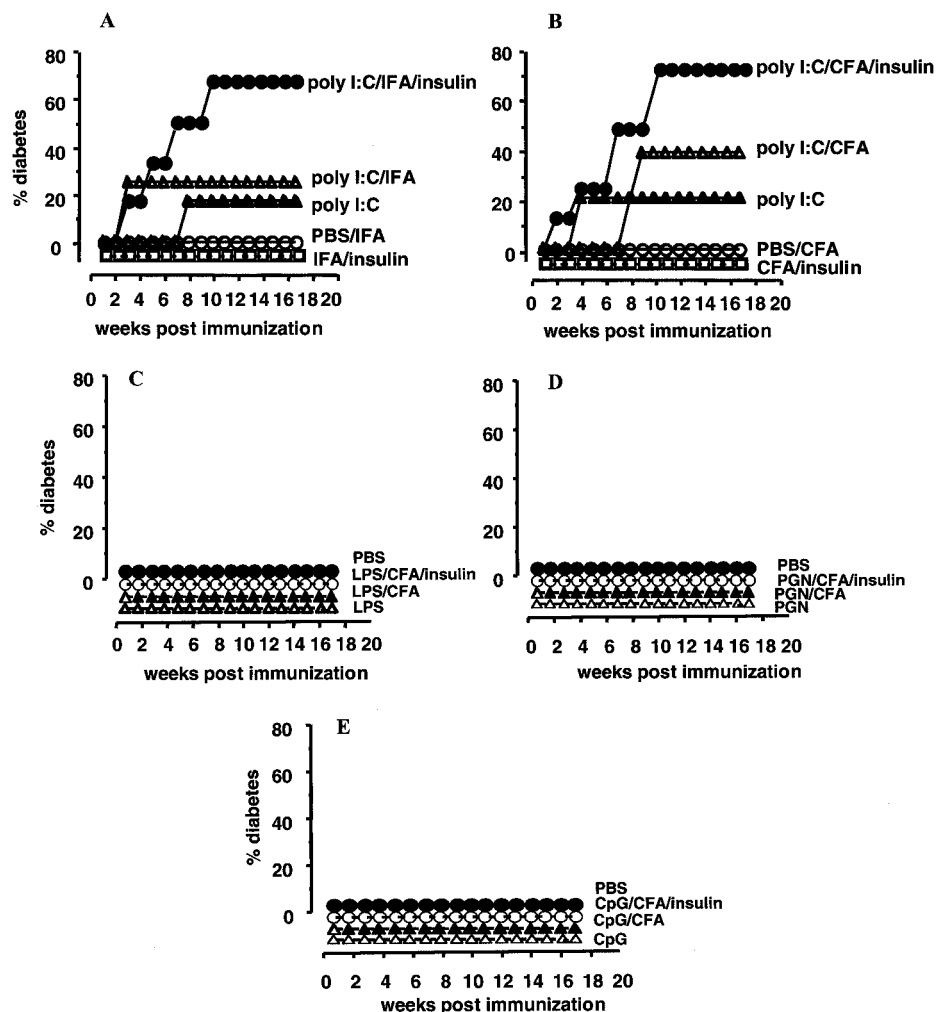 A
80
60
40
20
0
% diabetes
poly I:C/IFA/insulin
poly I:C/IFA
poly I:C
PBS/IFA
IFA/insulin
0 2 4 6 8 10 12 14 16 18 20
weeks post immunization
B
80
60
40
20
0
poly I:C/CFA/insulin
poly I:C/CFA
poly I:C
PBS/CFA
CFA/insulin
0 2 4 6 8 10 12 14 16 18 20
weeks post immunization
C
80
60
40
20
0
% diabetes
PBS
LPS/CFA/insulin
LPS/CFA
LPS
0 2 4 6 8 10 12 14 16 18 20
weeks post immunization
D
80
60
40
20
0
PBS
PGN/CFA/insulin
PGN/CFA
PGN
0 2 4 6 8 10 12 14 16 18 20
weeks post immunization
E
80
60
40
20
0
% diabetes
PBS
CpG/CFA/insulin
CpG/CFA
CpG
0 2 4 6 8 10 12 14 16 18 20
weeks post immunization